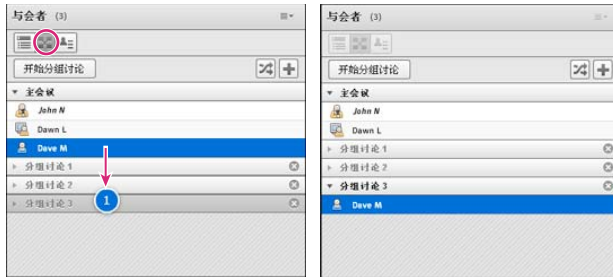 与会者 (3)
开始分组讨论
主会议
John N
Dawn L
Dave M
分组讨论 1
分组讨论 2
分组讨论 3
1
与会者 (3)
开始分组讨论
主会议
John N
Dawn L
分组讨论 1
分组讨论 2
分组讨论 3
Dave M